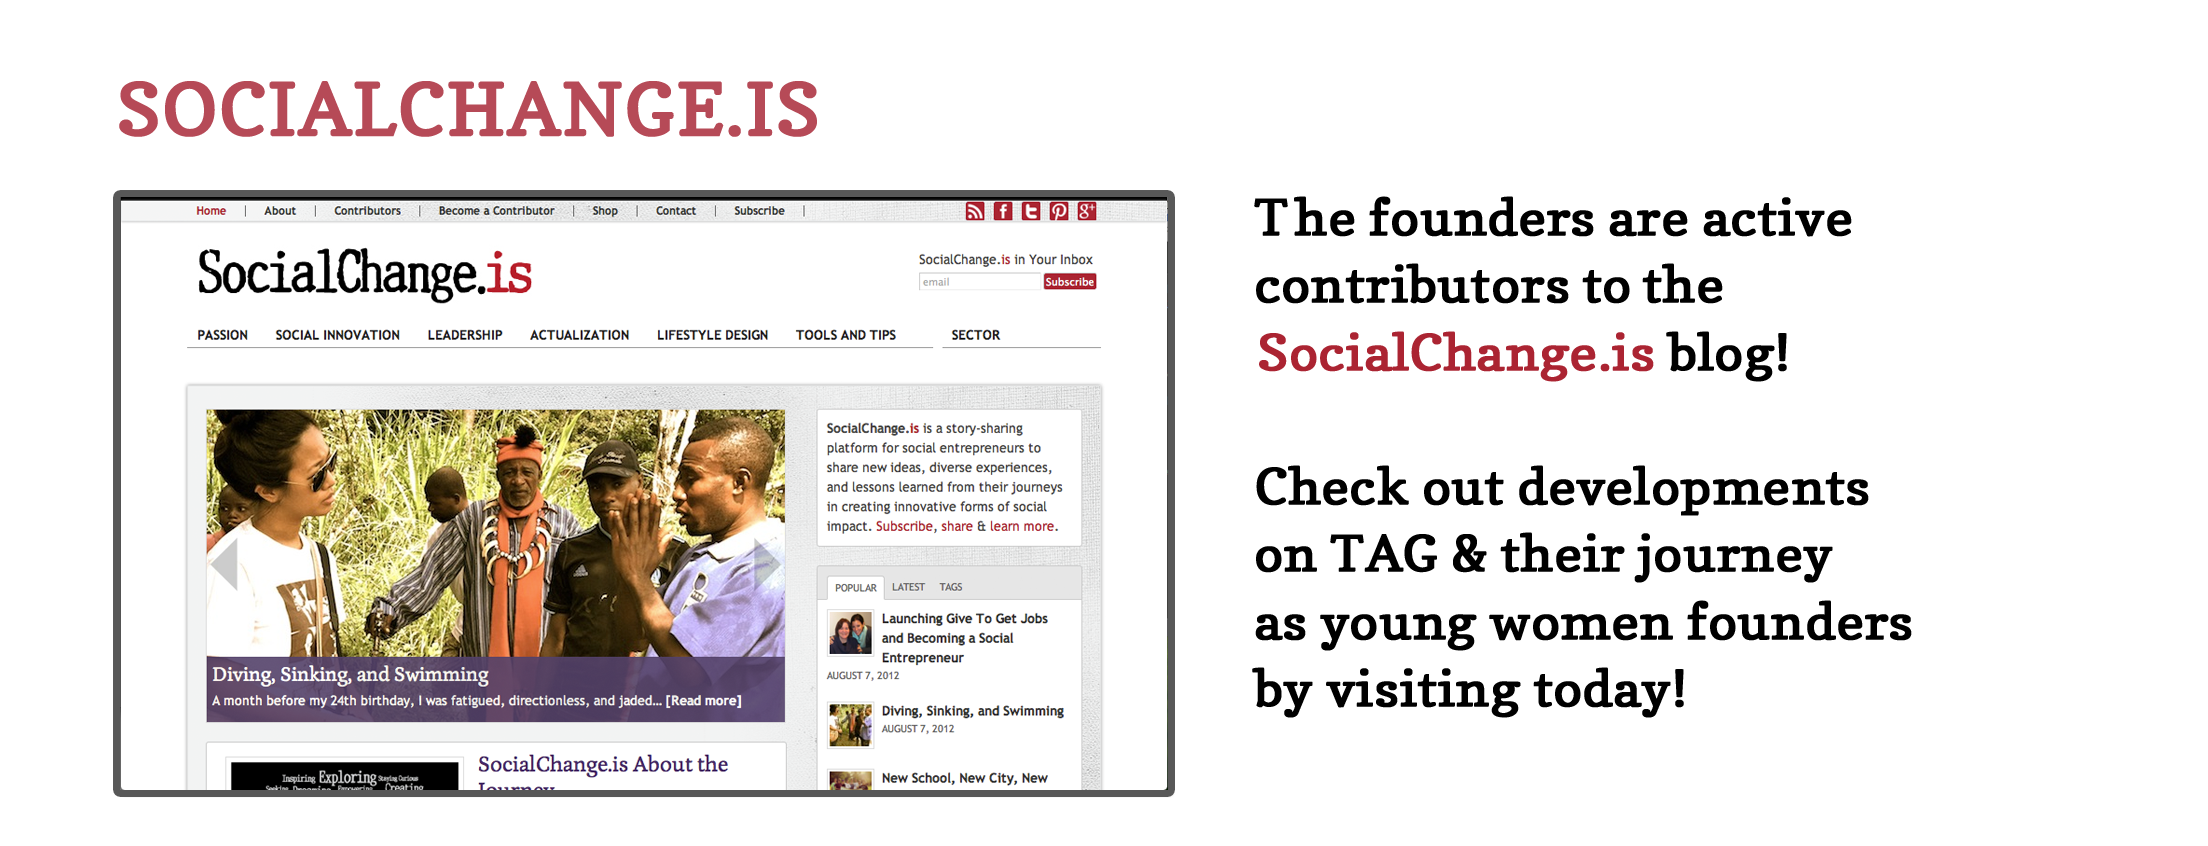 SOCIALCHANGE.IS
Home | About | Contributors | Become a Contributor | Shop | Contact | Subscribe |
SocialChange.is
SocialChange.is in Your Inbox
email Subscribe
PASSION SOCIAL INNOVATION LEADERSHIP ACTUALIZATION LIFESTYLE DESIGN TOOLS AND TIPS SECTOR
Diving, Sinking, and Swimming
A month before my 24th birthday, I was fatigued, directionless, and jaded... [Read more]
SocialChange.is About the
Journey
Inspiring Exploring Staying Curious
Seeking Dreaming Empowering Creating
SocialChange.is is a story-sharing
platform for social entrepreneurs to
share new ideas, diverse experiences,
and lessons learned from their journeys
in creating innovative forms of social
impact. Subscribe, share & learn more.
POPULAR LATEST TAGS
Launching Give To Get Jobs
and Becoming a Social
Entrepreneur
AUGUST 7, 2012
Diving, Sinking, and Swimming
AUGUST 7, 2012
New School, New City, New
The founders are active
contributors to the
SocialChange.is blog!
Check out developments
on TAG & their journey
as young women founders
by visiting today!